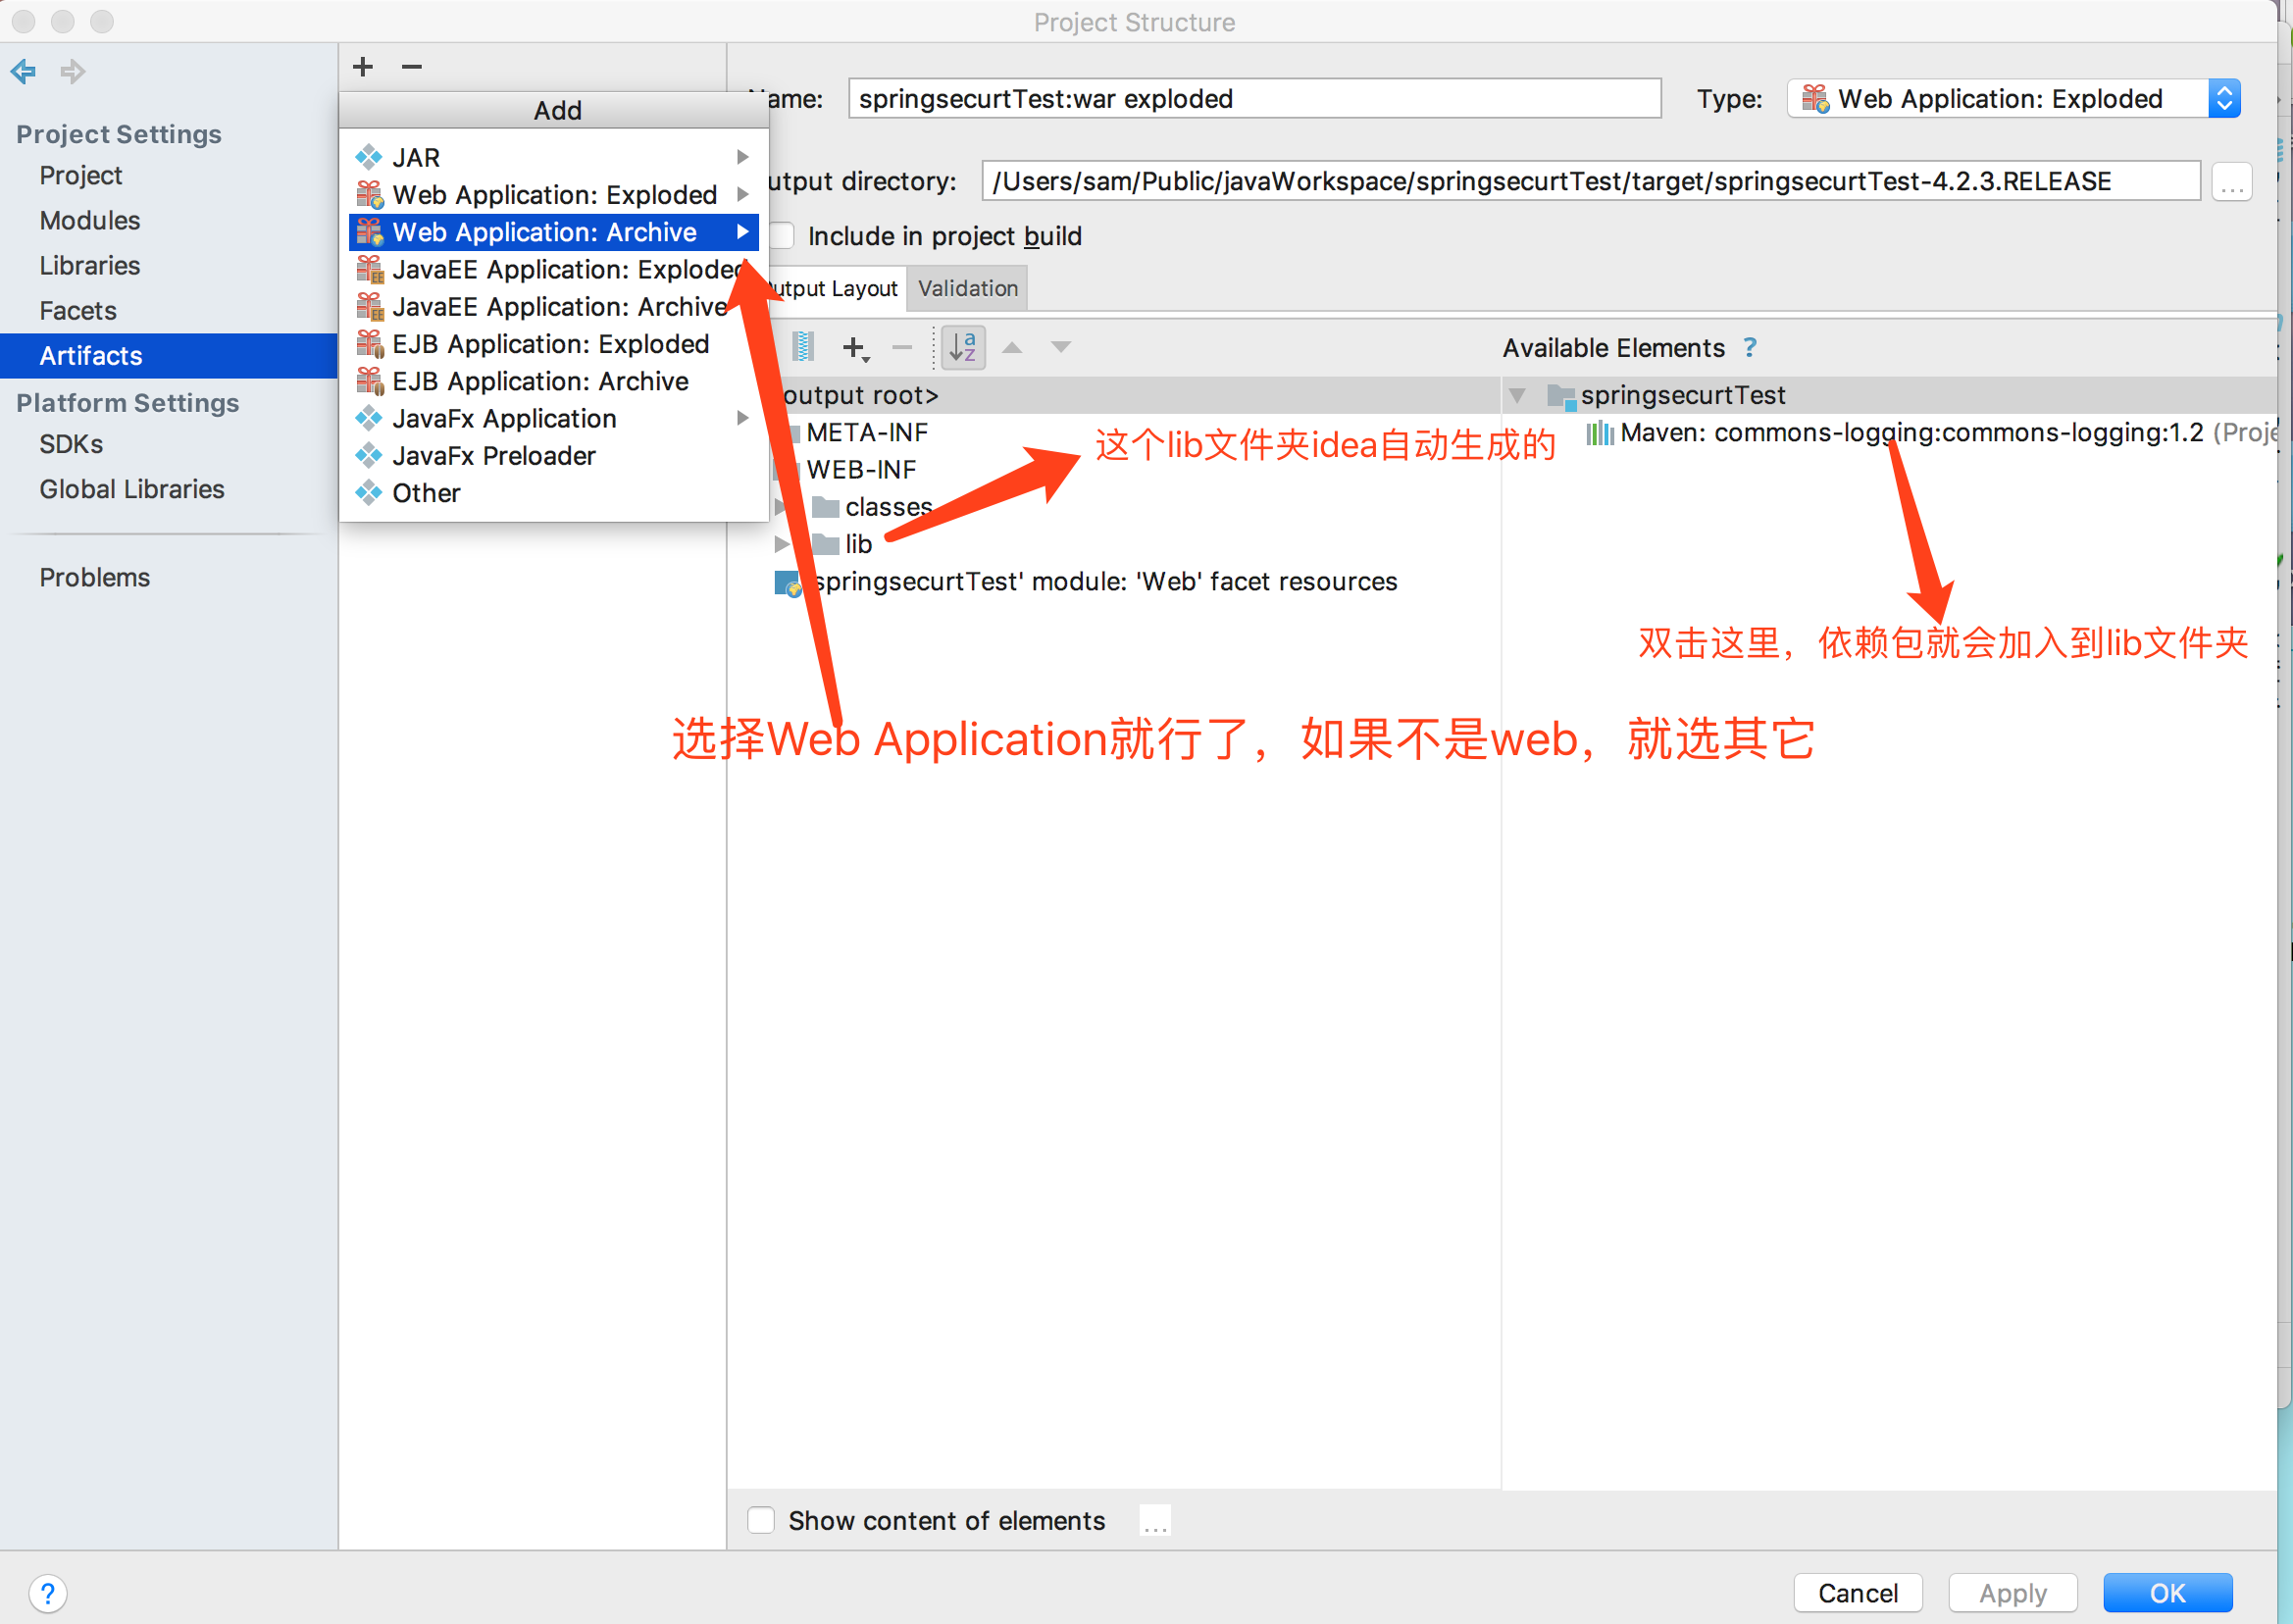 Project Structure
Project Settings
Project
Modules
Libraries
Facets
Artifacts
Platform Settings
SDKs
Global Libraries
Problems
Add
JAR
Web Application: Exploded
Web Application: Archive
JavaEE Application: Exploded
JavaEE Application: Archive
EJB Application: Exploded
EJB Application: Archive
JavaFx Application
JavaFx Preloader
Other
ame: springsecurtTest:war exploded Type: Web Application: Exploded
utput directory: /Users/sam/Public/javaWorkspace/springsecurtTest/target/springsecurtTest-4.2.3.RELEASE ...
Include in project build
utput Layout Validation
Available Elements ?
output root>
META-INF
WEB-INF
classes
lib
springsecurtTest' module: 'Web' facet resources
springsecurtTest
Maven: commons-logging:commons-logging:1.2 (Proje
这个lib文件夹idea自动生成的
双击这里，依赖包就会加入到lib文件夹
选择Web Application就行了，如果不是web，就选其它
Show content of elements ...
? Cancel Apply OK